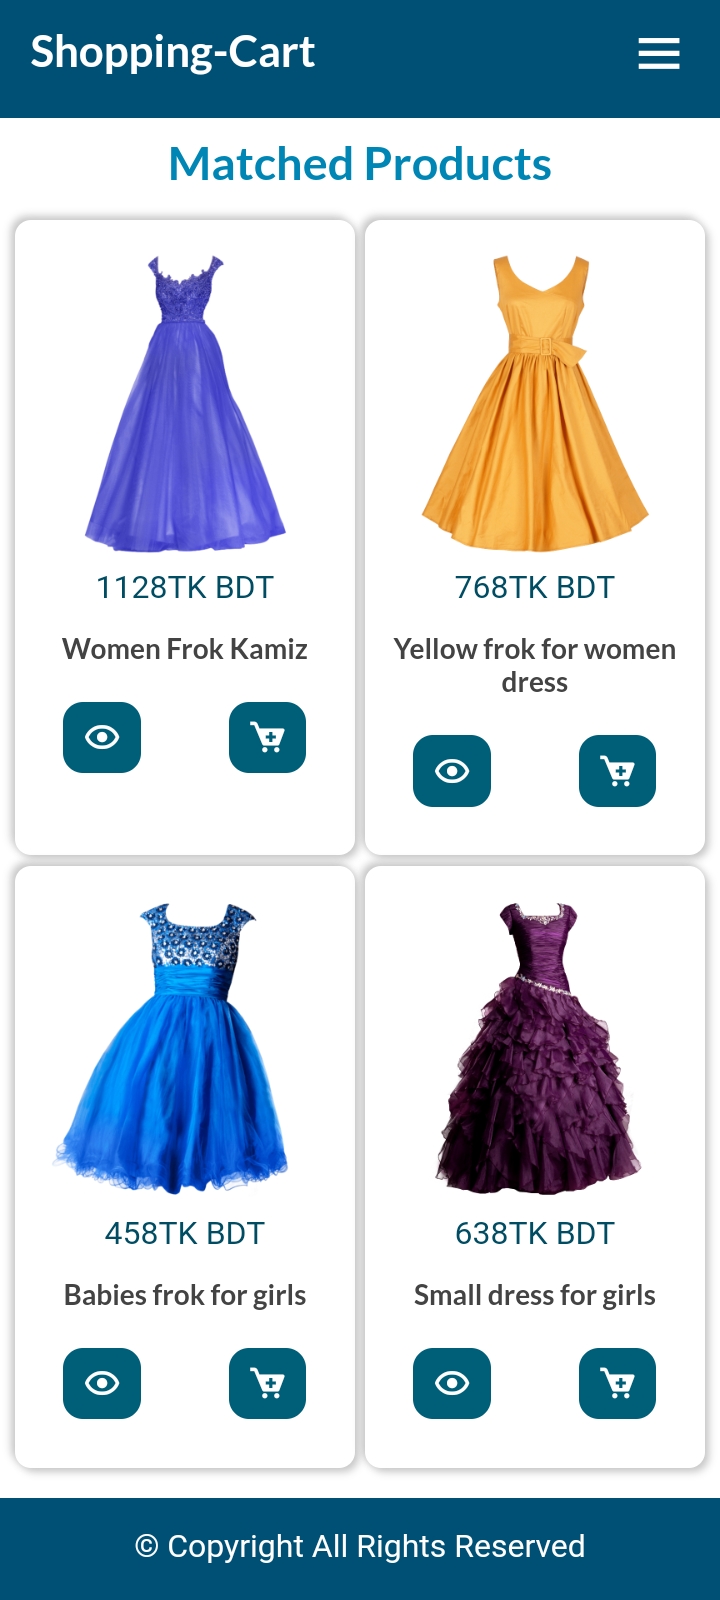 Shopping-Cart
Matched Products
1128TK BDT
Women Frok Kamiz
768TK BDT
Yellow frok for women
dress
458TK BDT
Babies frok for girls
638TK BDT
Small dress for girls
© Copyright All Rights Reserved